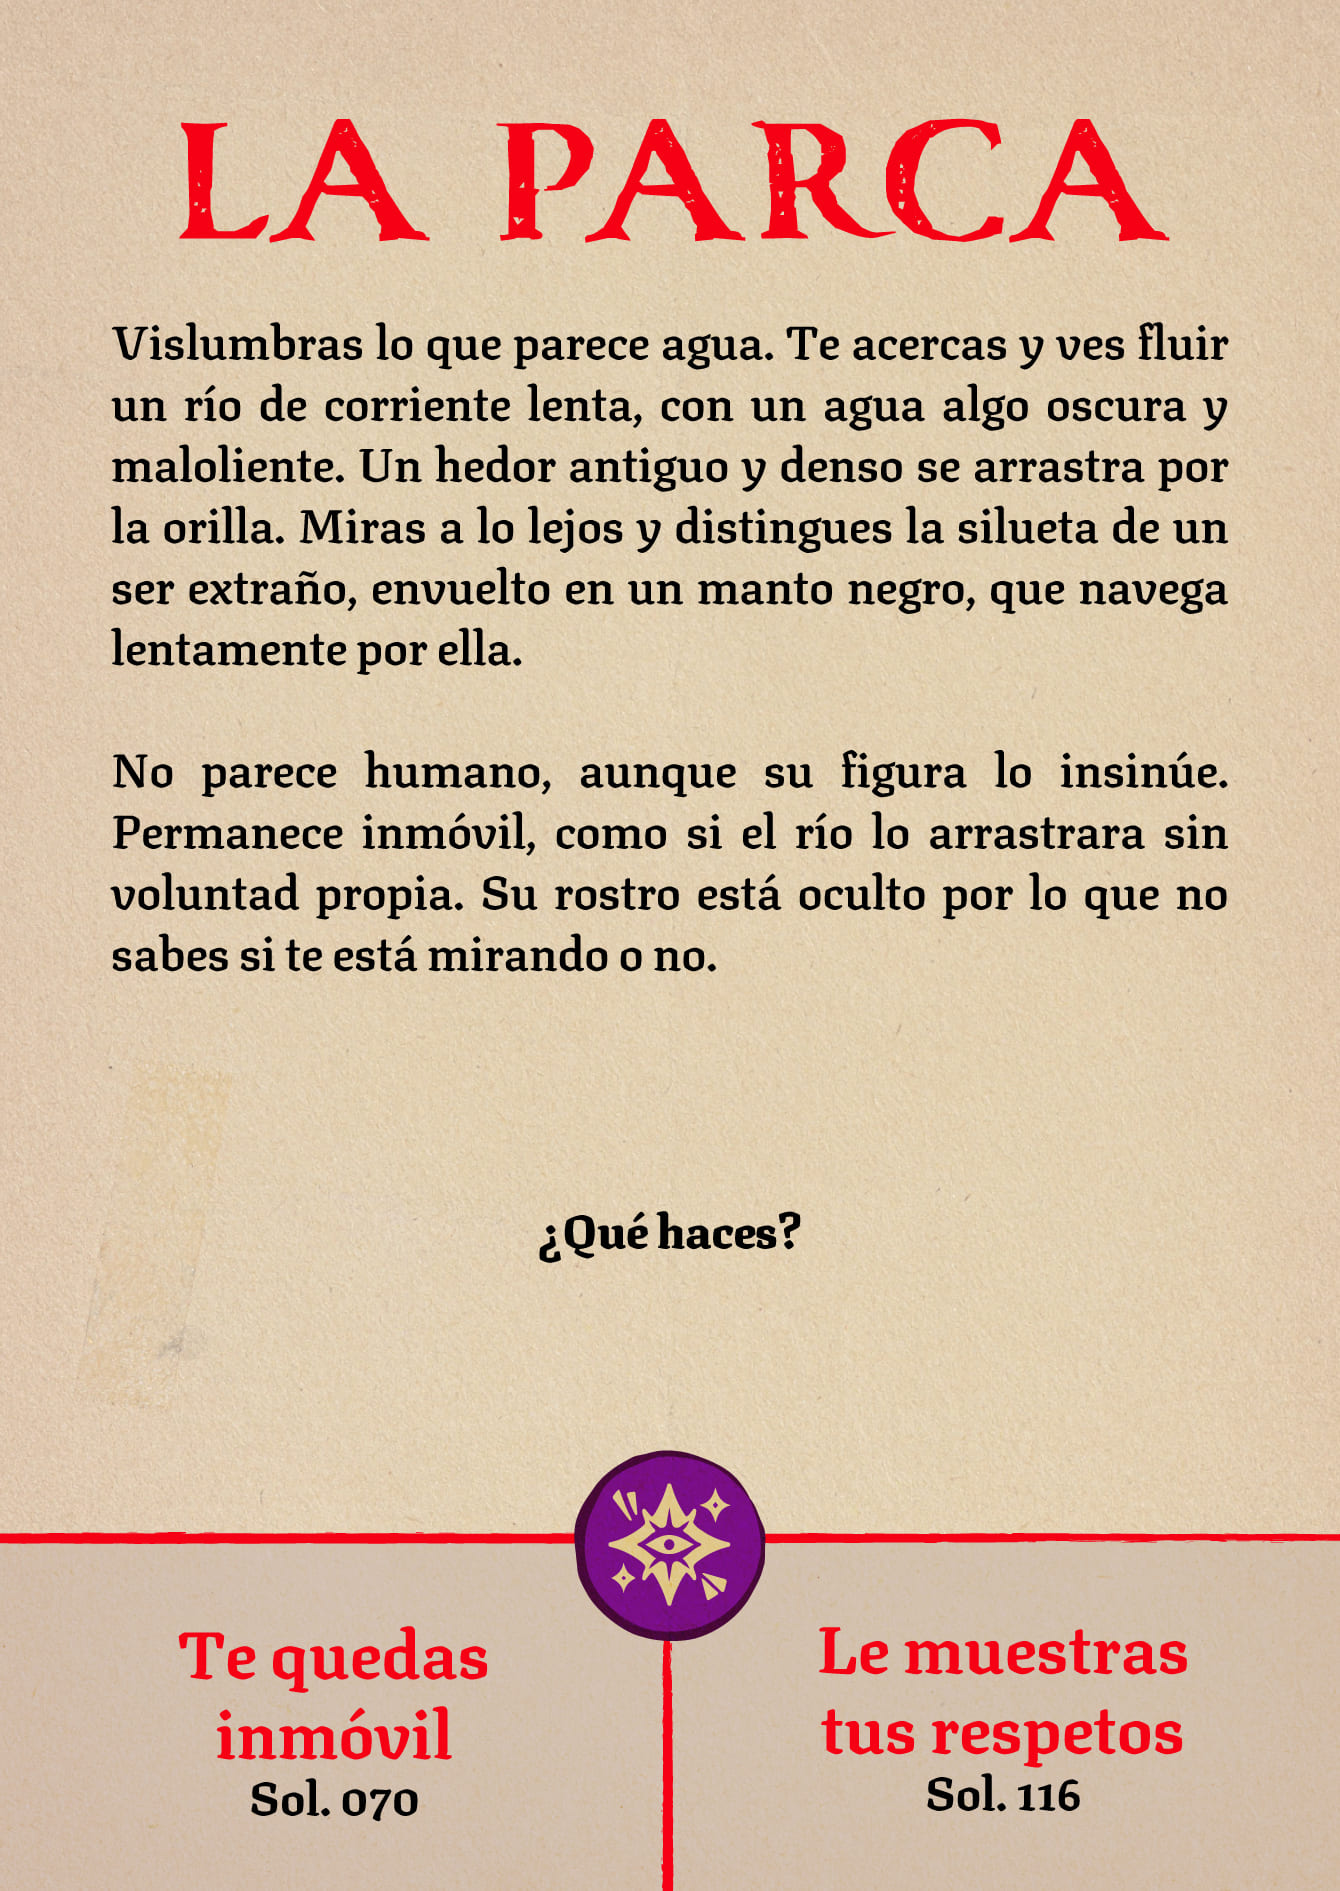 LA PARCA
Vislumbras lo que parece agua. Te acercas y ves fluir
un río de corriente lenta, con un agua algo oscura y
maloliente. Un hedor antiguo y denso se arrastra por
la orilla. Miras a lo lejos y distingues la silueta de un
ser extraño, envuelto en un manto negro, que navega
lentamente por ella.
No parece humano, aunque su figura lo insinúe.
Permanece inmóvil, como si el río lo arrastrara sin
voluntad propia. Su rostro está oculto por lo que no
sabes si te está mirando o no.
¿Qué haces?
Te quedas
inmóvil
Sol. 070
Le muestras
tus respetos
Sol. 116